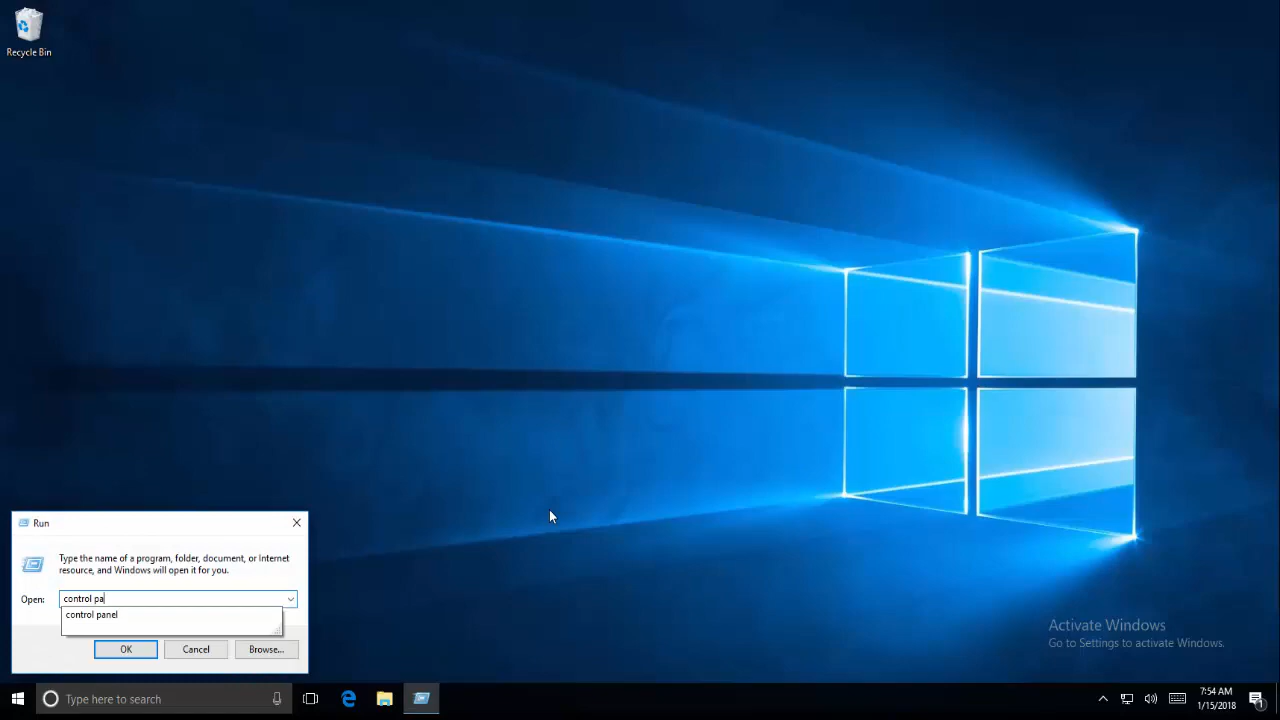 Recycle Bin
Run
Type the name of a program, folder, document, or Internet
resource, and Windows will open it for you.
Open:
control pa
control panel
OK
Cancel
Browse...
Activate Windows
Go to Settings to activate Windows.
Type here to search
7:54 AM
1/15/2018
1